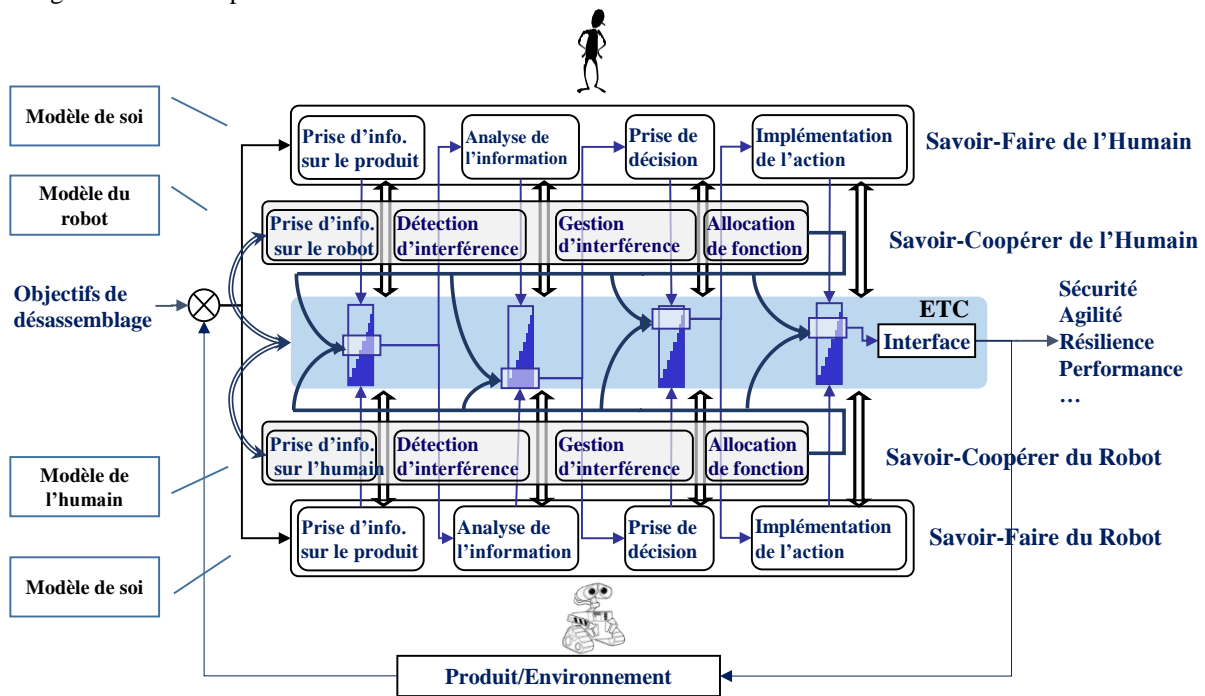 Modèle de soi
Prise d'info.
sur le produit
Analyse de
l'information
Prise de
décision
Implémentation
de l'action
Savoir-Faire de l'Humain
Modèle du
robot
Prise d'info.
sur le robot
Détection
d'interférence
Gestion
d'interférence
Allocation
de fonction
Savoir-Coopérer de l'Humain
Objectifs de
désassemblage
ETC
Interface
Sécurité
Agilité
Résilience
Performance
…
Modèle de
l'humain
Prise d'info.
sur l'humain
Détection
d'interférence
Gestion
d'interférence
Allocation
de fonction
Savoir-Coopérer du Robot
Modèle de soi
Prise d'info.
sur le produit
Analyse de
l'information
Prise de
décision
Implémentation
de l'action
Savoir-Faire du Robot
Produit/Environnement